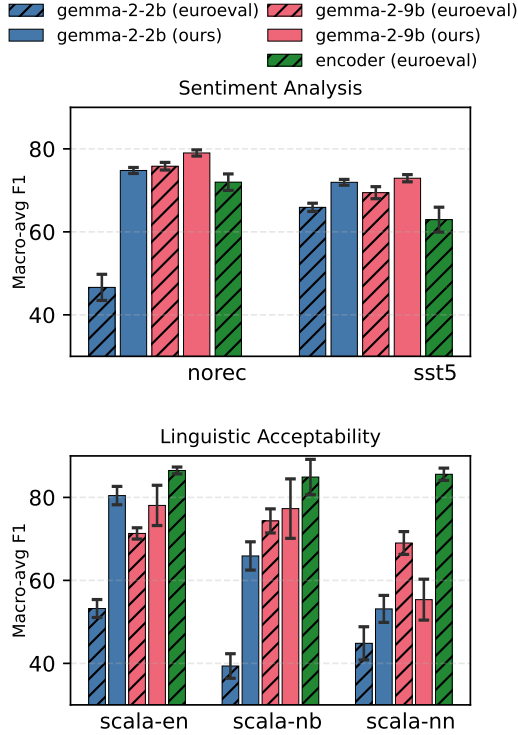 gemma-2-2b (euroeval)
gemma-2-2b (ours)
gemma-2-9b (euroeval)
gemma-2-9b (ours)
encoder (euroeval)
Sentiment Analysis
Macro-avg F1
80
60
40
norec
sst5
Linguistic Acceptability
Macro-avg F1
80
60
40
scala-en
scala-nb
scala-nn